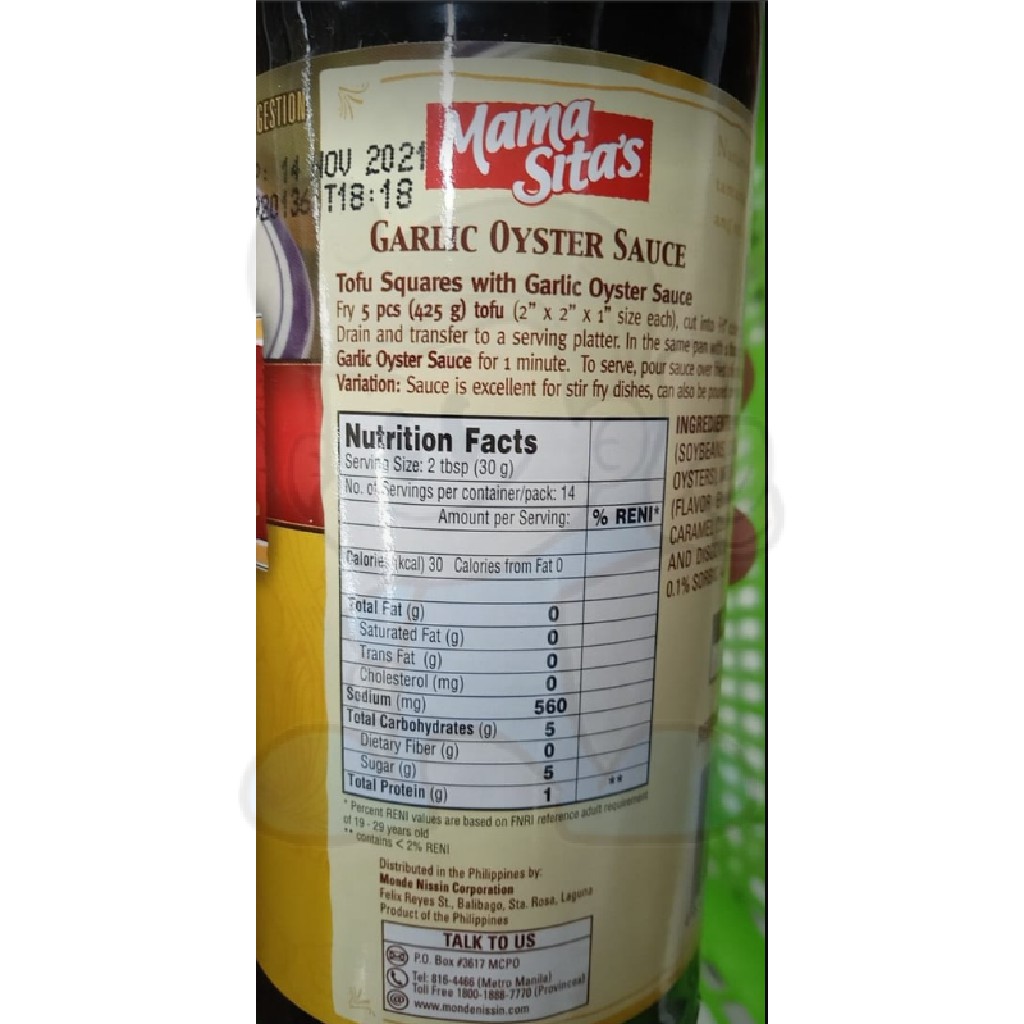 GESTION
14 NOV 2021
20136 T18:18
Mama
Sita's
GARLIC OYSTER SAUCE
Tofu Squares with Garlic Oyster Sauce
Fry 5 pcs (425 g) tofu (2" x 2" x 1" size each), cut into
Drain and transfer to a serving platter. In the same pan with
Garlic Oyster Sauce for 1 minute. To serve, pour sauce over
Variation: Sauce is excellent for stir fry dishes, can also be poured
Nutrition Facts
Serving Size: 2 tbsp (30 g)
No. of Servings per container/pack: 14
Amount per Serving: % RENI*
Calories (kcal) 30 Calories from Fat 0
Total Fat (g) 0
Saturated Fat (g) 0
Trans Fat (g) 0
Cholesterol (mg) 0
Sodium (mg) 560
Total Carbohydrates (g) 5
Dietary Fiber (g) 0
Sugar (g) 5
Total Protein (g) 1 **
* Percent RENI values are based on FNRI reference adult requirement
of 19 - 29 years old
** contains < 2% RENI
INGREDIENTS
(SOYBEANS,
OYSTERS),
(FLAVOR
CARAMEL
AND
0.1%
Distributed in the Philippines by:
Monde Nissin Corporation
Felix Reyes St., Balibago, Sta. Rosa, Laguna
Product of the Philippines
TALK TO US
P.O. Box #3617 MCPO
Tel: 816-4466 (Metro Manila)
Toll Free 1800-1888-7770 (Provinces)
www.mondenissin.com